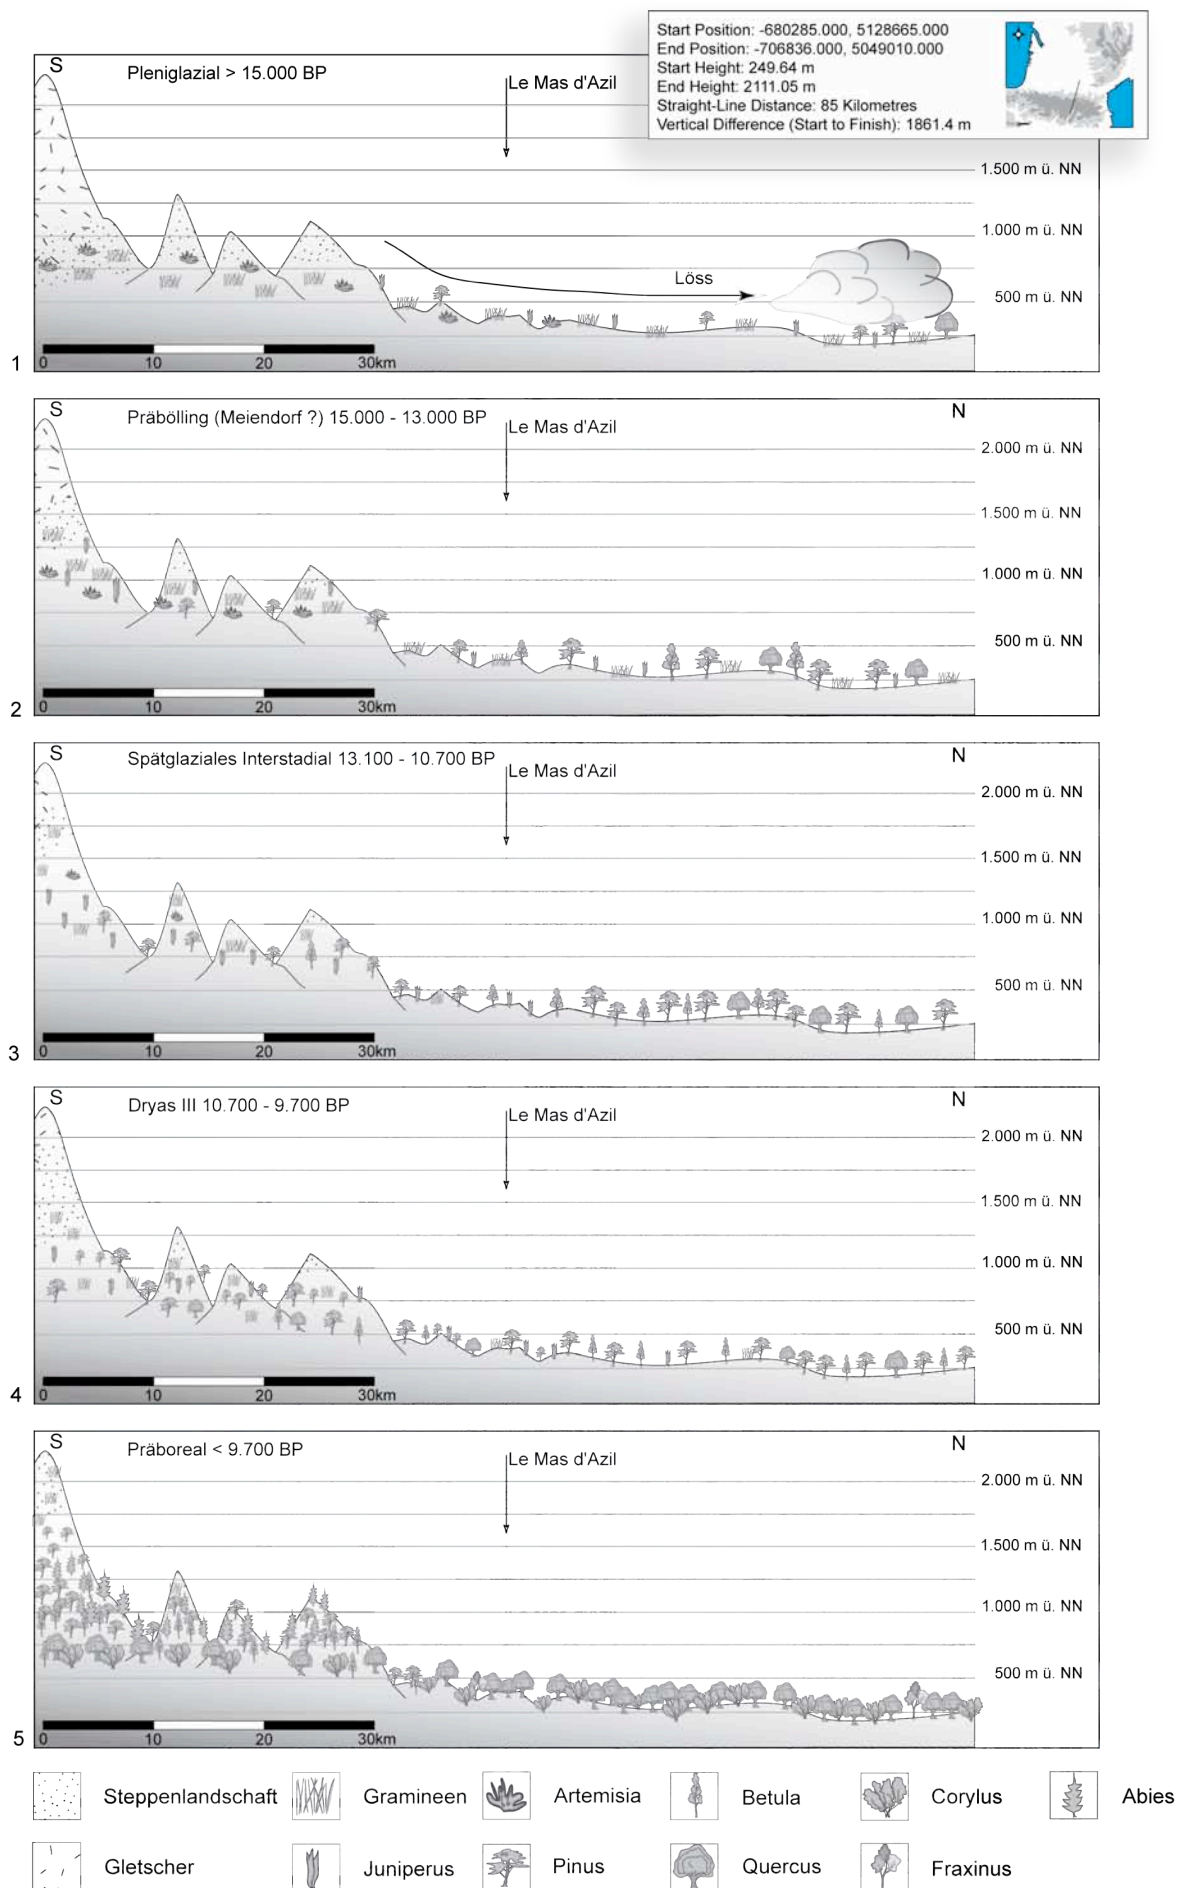 Start Position: -680285.000, 5128665.000
End Position: -706836.000, 5049010.000
Start Height: 249.64 m
End Height: 2111.05 m
Straight-Line Distance: 85 Kilometres
Vertical Difference (Start to Finish): 1861.4 m
S
Pleniglazial > 15.000 BP
Le Mas d'Azil
1.500 m ü. NN
1.000 m ü. NN
Löss
500 m ü. NN
1
0 10 20 30km
S
Präbölling (Meiendorf ?) 15.000 - 13.000 BP
Le Mas d'Azil
N
2.000 m ü. NN
1.500 m ü. NN
1.000 m ü. NN
500 m ü. NN
2
0 10 20 30km
S
Spätglaziales Interstadial 13.100 - 10.700 BP
Le Mas d'Azil
N
2.000 m ü. NN
1.500 m ü. NN
1.000 m ü. NN
500 m ü. NN
3
0 10 20 30km
S
Dryas III 10.700 - 9.700 BP
Le Mas d'Azil
N
2.000 m ü. NN
1.500 m ü. NN
1.000 m ü. NN
500 m ü. NN
4
0 10 20 30km
S
Präboreal < 9.700 BP
Le Mas d'Azil
N
2.000 m ü. NN
1.500 m ü. NN
1.000 m ü. NN
500 m ü. NN
5
0 10 20 30km
Steppenlandschaft Gramineen Artemisia Betula Corylus Abies
Gletscher Juniperus Pinus Quercus Fraxinus